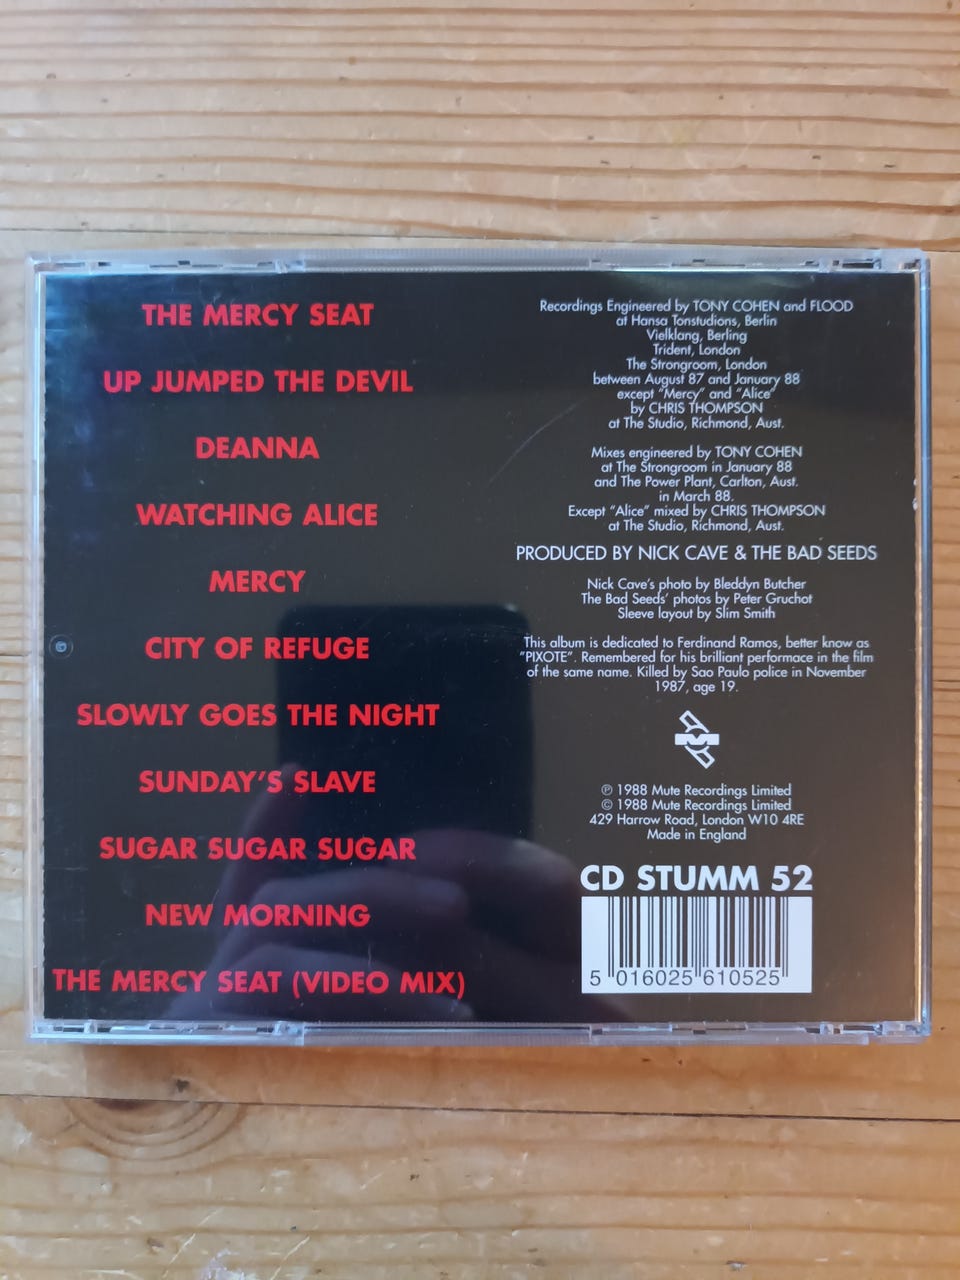 THE MERCY SEAT
UP JUMPED THE DEVIL
DEANNA
WATCHING ALICE
MERCY
CITY OF REFUGE
SLOWLY GOES THE NIGHT
SUNDAY'S SLAVE
SUGAR SUGAR SUGAR
NEW MORNING
THE MERCY SEAT (VIDEO MIX)
Recordings Engineered by TONY COHEN and FLOOD
at Hansa Tonstudions, Berlin
Vielklang, Berling
Trident, London
The Strongroom, London
between August 87 and January 88
except "Mercy" and "Alice"
by CHRIS THOMPSON
at The Studio, Richmond, Aust.
Mixes engineered by TONY COHEN
at The Strongroom in January 88
and The Power Plant, Carlton, Aust.
in March 88.
Except "Alice" mixed by CHRIS THOMPSON
at The Studio, Richmond, Aust.
PRODUCED BY NICK CAVE & THE BAD SEEDS
Nick Cave's photo by Bleddyn Butcher
The Bad Seeds' photos by Peter Gruchot
Sleeve layout by Slim Smith
This album is dedicated to Ferdinand Ramos, better know as
"PIXOTE". Remembered for his brilliant performace in the film
of the same name. Killed by Sao Paulo police in November
1987, age 19.
℗ 1988 Mute Recordings Limited
© 1988 Mute Recordings Limited
429 Harrow Road, London W10 4RE
Made in England
CD STUMM 52
5 016025 610525